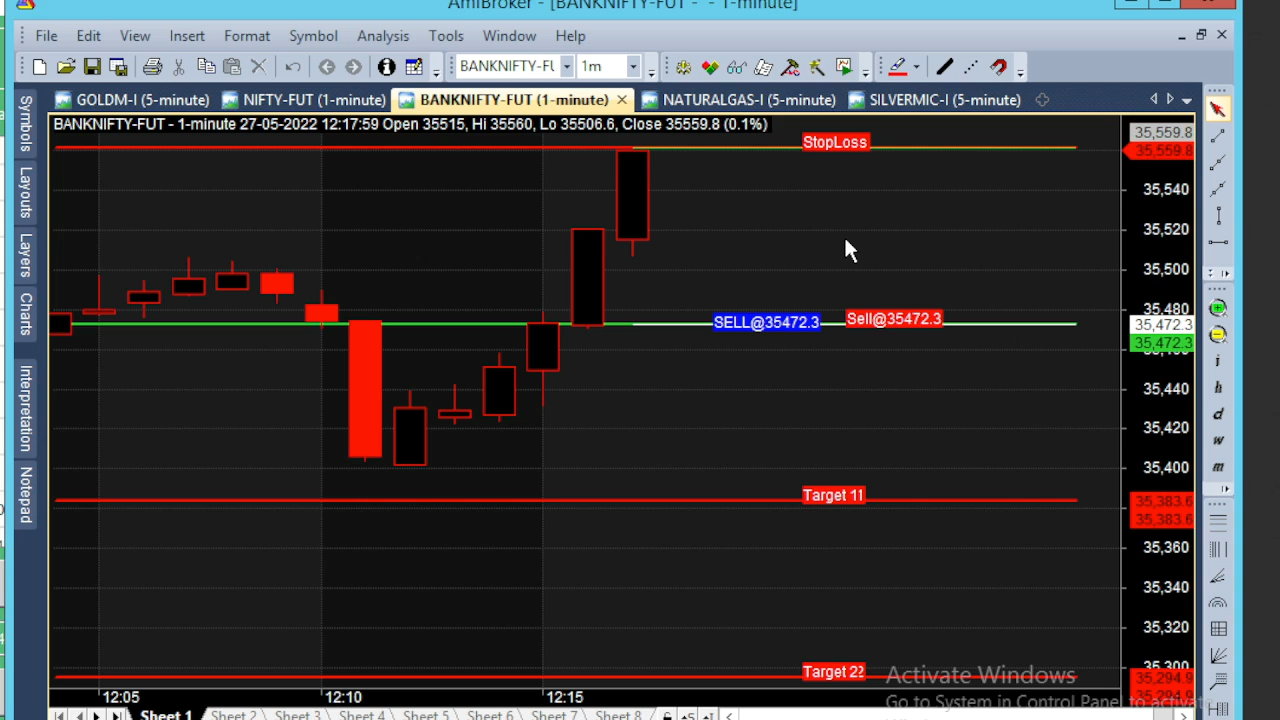 AmiBroker - [BANKNIFTY-FUT - - 1-minute]
File Edit View Insert Format Symbol Analysis Tools Window Help
BANKNIFTY-FU 1m
GOLDM-I (5-minute) NIFTY-FUT (1-minute) BANKNIFTY-FUT (1-minute) NATURALGAS-I (5-minute) SILVERMIC-I (5-minute)
BANKNIFTY-FUT - 1-minute 27-05-2022 12:17:59 Open 35515, Hi 35560, Lo 35506.6, Close 35559.8 (0.1%)
Symbols
Layouts
Layers
Charts
Interpretation
Notepad
StopLoss
SELL@35472.3
Sell@35472.3
Target 11
Target 22
35,559.8
35,559.8
35,540
35,520
35,500
35,480
35,472.3
35,472.3
35,440
35,420
35,400
35,383.6
35,383.6
35,360
35,340
35,320
35,300
35,294.9
35,294.9
i
h
d
w
m
12:05 12:10 12:15
Activate Windows
Go to System in Control Panel to activate
Sheet 1 Sheet 2 Sheet 3 Sheet 4 Sheet 5 Sheet 6 Sheet 7 Sheet 8